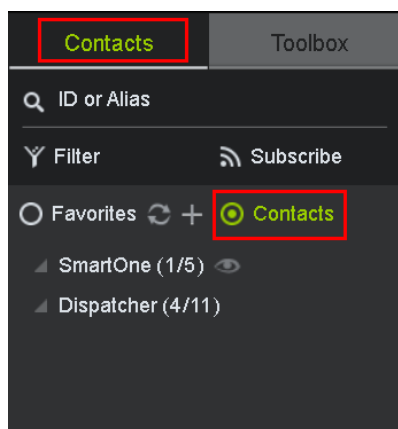 Contacts Toolbox
ID or Alias
Filter Subscribe
Favorites Contacts
SmartOne (1/5)
Dispatcher (4/11)